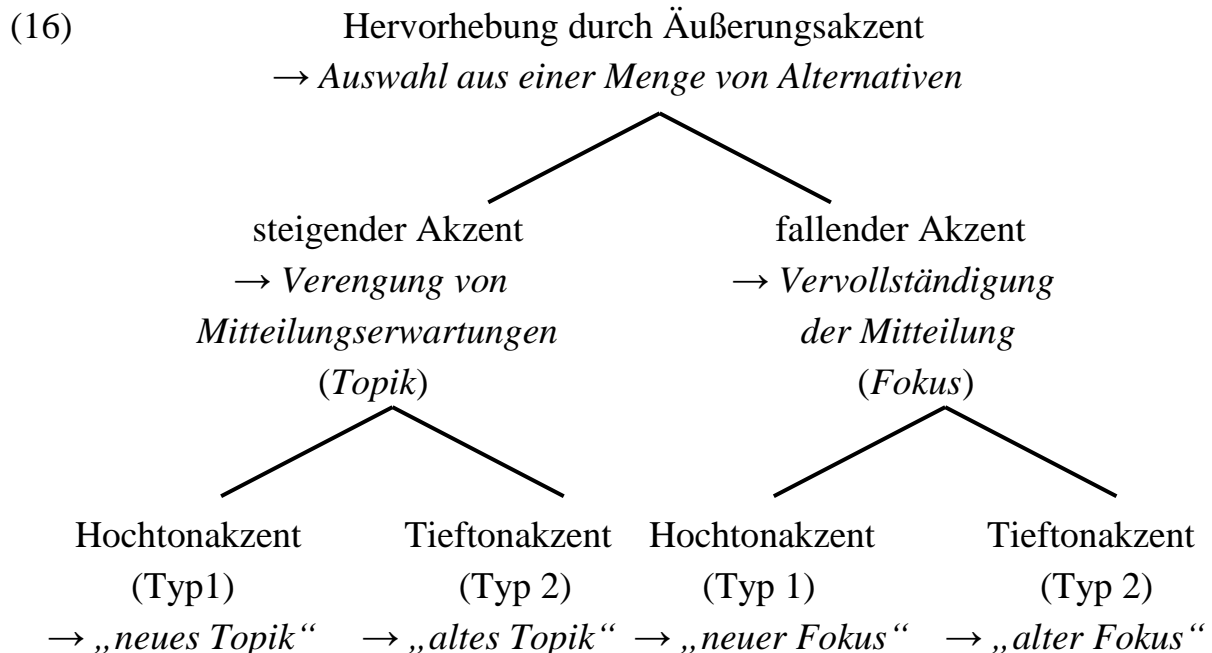 (16) Hervorhebung durch Äußerungsakzent
→ Auswahl aus einer Menge von Alternativen
steigender Akzent fallender Akzent
→ Verengung von → Vervollständigung
Mitteilungserwartungen der Mitteilung
(Topik) (Fokus)
Hochtonakzent Tieftonakzent Hochtonakzent Tieftonakzent
(Typ1) (Typ 2) (Typ 1) (Typ 2)
→ „neues Topik“ → „altes Topik“ → „neuer Fokus“ → „alter Fokus“